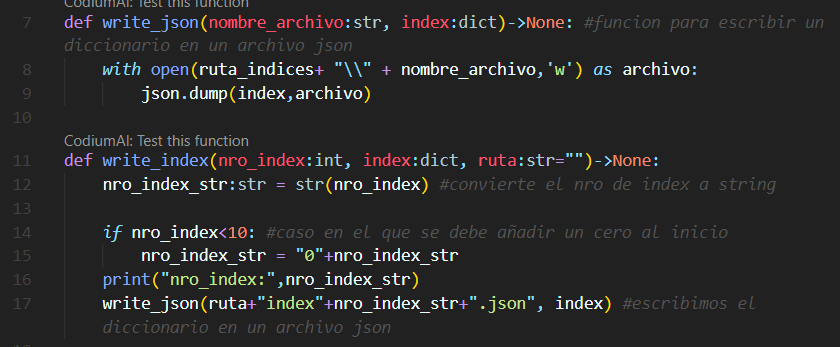 CodiumAI: Test this function
7 def write_json(nombre_archivo:str, index:dict)->None: #funcion para escribir un
diccionario en un archivo json
8 with open(ruta_indices+ "\\" + nombre_archivo,'w') as archivo:
9 json.dump(index,archivo)
10
CodiumAI: Test this function
11 def write_index(nro_index:int, index:dict, ruta:str="")->None:
12 nro_index_str:str = str(nro_index) #convierte el nro de index a string
13
14 if nro_index<10: #caso en el que se debe añadir un cero al inicio
15 nro_index_str = "0"+nro_index_str
16 print("nro_index:",nro_index_str)
17 write_json(ruta+"index"+nro_index_str+".json", index) #escribimos el
diccionario en un archivo json